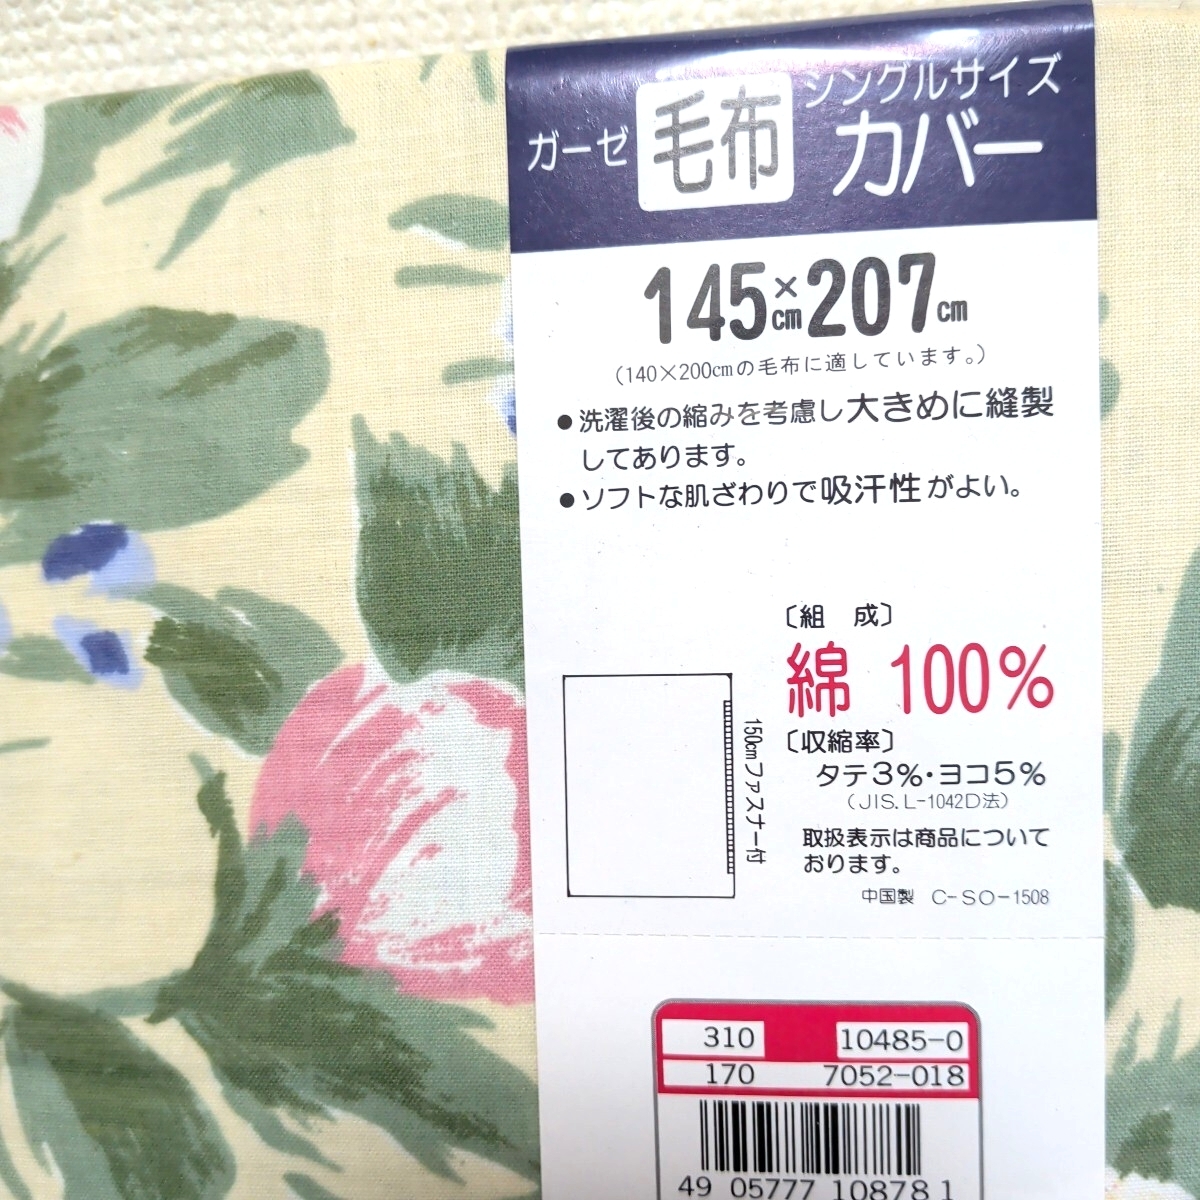 ガーゼ 毛布 シングルサイズ
カバー
145cm×207cm
(140×200cmの毛布に適しています。)
●洗濯後の縮みを考慮し大きめに縫製
してあります。
●ソフトな肌ざわりで吸汗性がよい。
〔組 成〕
綿 100%
〔収縮率〕
タテ3%・ヨコ5%
(JIS.L-1042D法)
150cmファスナー付
取扱表示は商品について
おります。
中国製 C-SO-1508
310 10485-0
170 7052-018
49 05777 10878 1